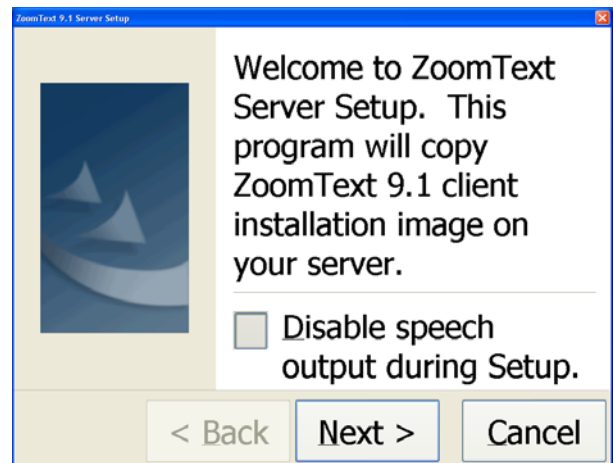 ZoomText 9.1 Server Setup
Welcome to ZoomText
Server Setup.  This
program will copy
ZoomText 9.1 client
installation image on
your server.
Disable speech
output during Setup.
< Back
Next >
Cancel